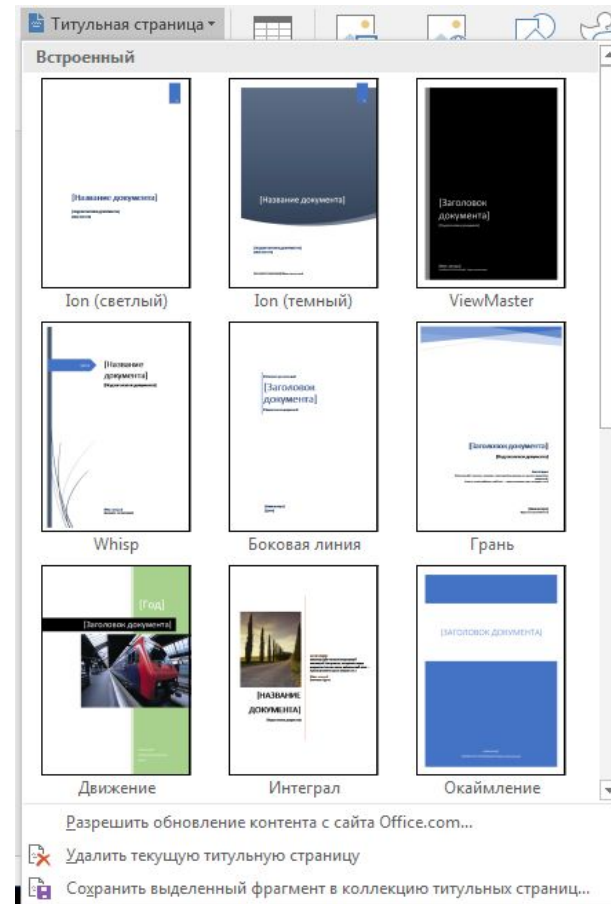 Титульная страница
Встроенный
[Название документа]
[Название документа]
[Заголовок
документа]
Ion (светлый)
Ion (темный)
ViewMaster
[Название
документа]
[Заголовок
документа]
[Заголовок документа]
Whisp
Боковая линия
Грань
[Год]
[Заголовок документа]
[НАЗВАНИЕ
ДОКУМЕНТА]
[ЗАГОЛОВОК ДОКУМЕНТА]
Движение
Интеграл
Окаймление
Разрешить обновление контента с сайта Office.com...
Удалить текущую титульную страницу
Сохранить выделенный фрагмент в коллекцию титульных страниц...